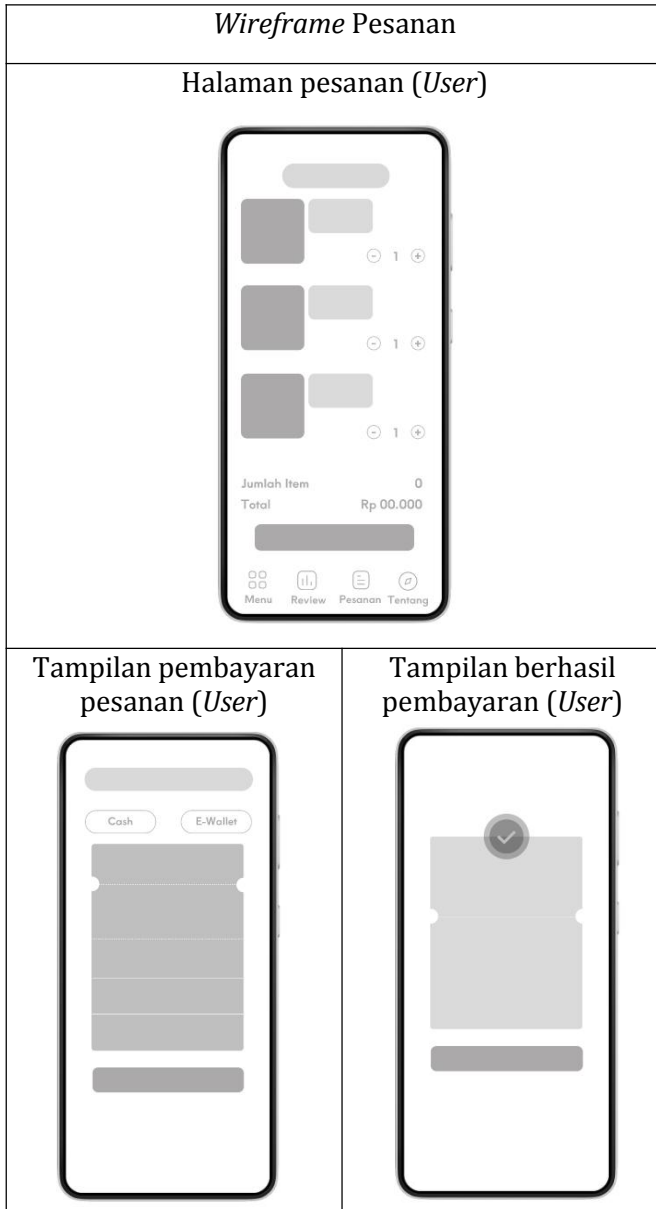 Wireframe Pesanan
Halaman pesanan (User)
1
1
1
Jumlah Item 0
Total Rp 00.000
Menu Review Pesanan Tentang
Tampilan pembayaran
pesanan (User)
Cash E-Wallet
Tampilan berhasil
pembayaran (User)